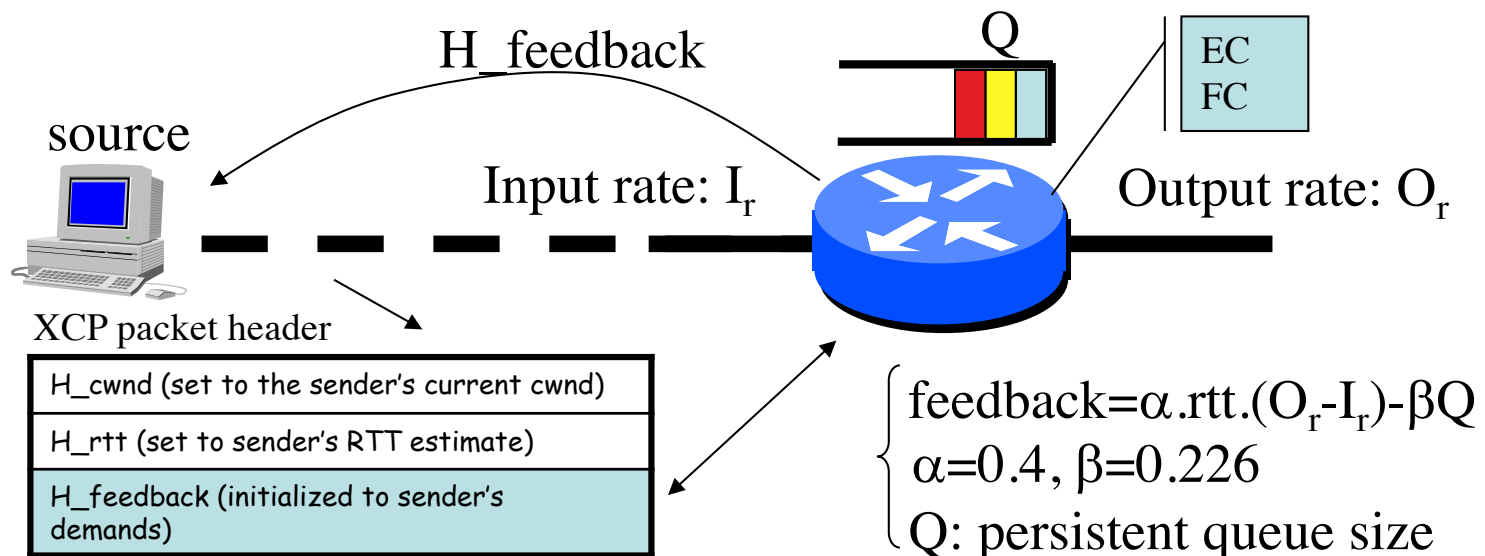 H_feedback
Q
EC
FC
source
Input rate: Iᵣ
Output rate: Oᵣ
XCP packet header
H_cwnd (set to the sender's current cwnd)
H_rtt (set to sender's RTT estimate)
H_feedback (initialized to sender's
demands)
feedback=α.rtt.(Oᵣ-Iᵣ)-βQ
α=0.4, β=0.226
Q: persistent queue size